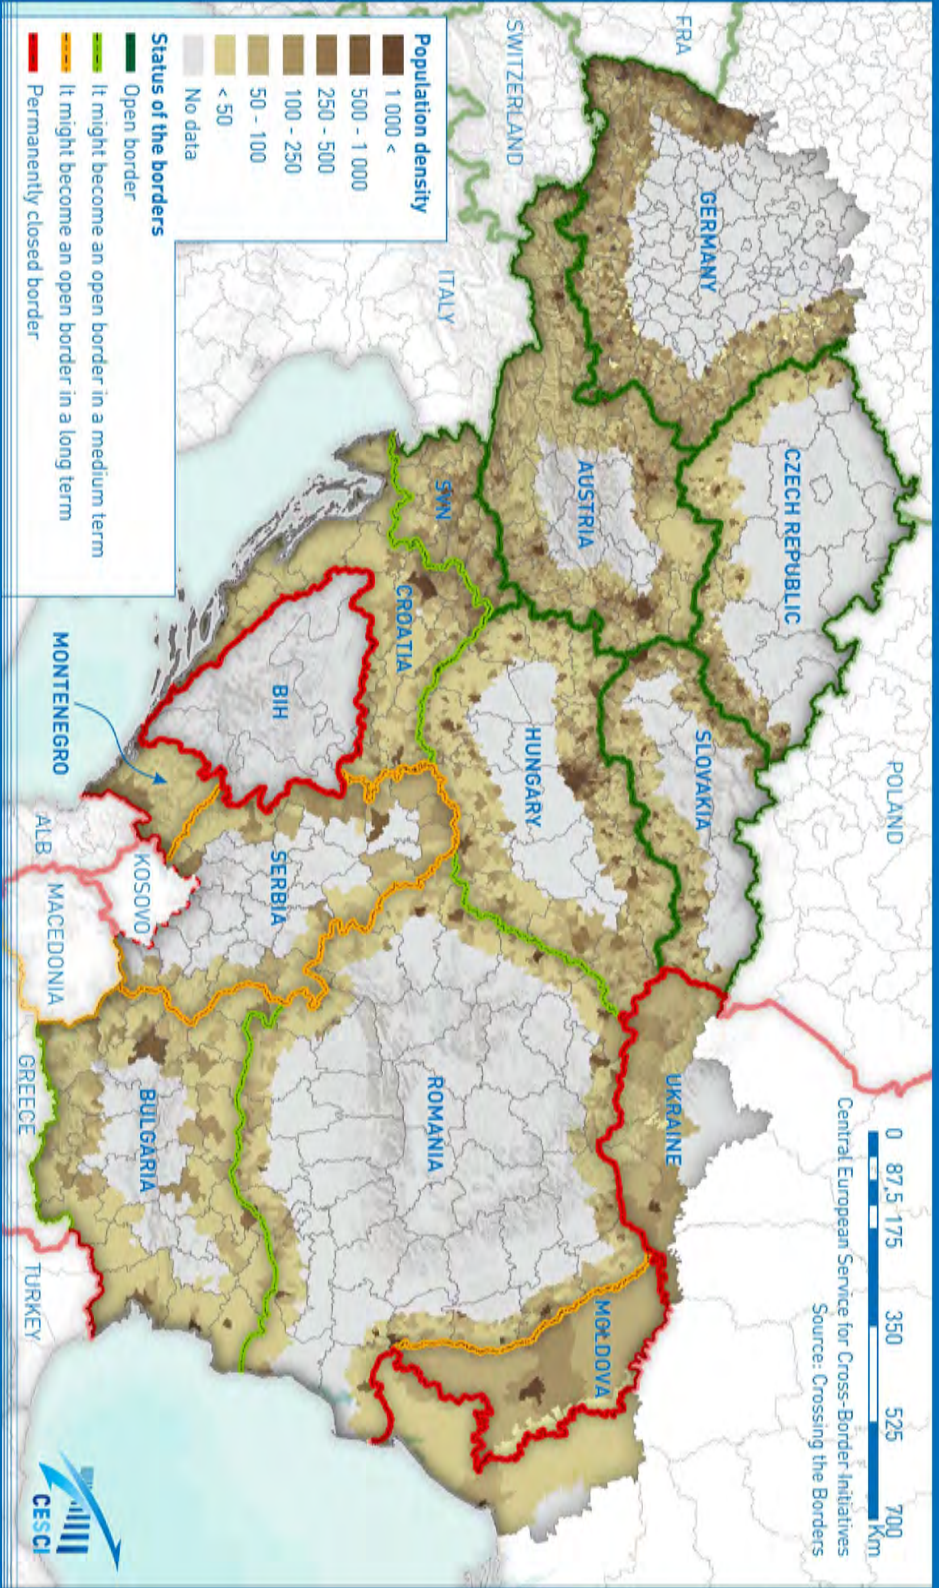 Population density
1 000 <
500 - 1 000
250 - 500
100 - 250
50 - 100
< 50
No data
Status of the borders
Open border
It might become an open border in a medium term
It might become an open border in a long term
Permanently closed border
FRA
SWITZERLAND
ITALY
GERMANY
CZECH REPUBLIC
AUSTRIA
SVN
CROATIA
BIH
MONTENEGRO
POLAND
SLOVAKIA
HUNGARY
SERBIA
KOSOVO
ALB
MACEDONIA
UKRAINE
ROMANIA
MOLDOVA
BULGARIA
GREECE
TURKEY
0 87,5 175 350 525 700
Km
Central European Service for Cross-Border Initiatives
Source: Crossing the Borders
CESCI